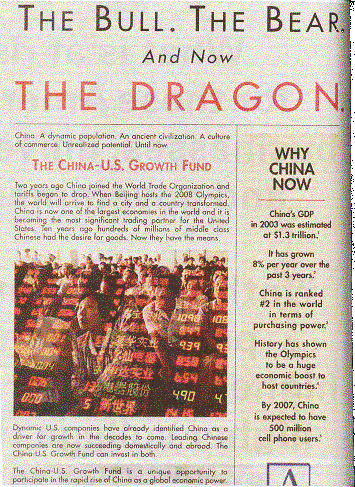 THE BULL. THE BEAR.
And Now
THE DRAGON.
China. A dynamic population. An ancient civilization. A culture
of commerce. Unrealized potential. Until now.
THE CHINA-U.S. GROWTH FUND
Two years ago China joined the World Trade Organization and
tariffs began to drop. When Beijing hosts the 2008 Olympics,
the world will arrive to find a city and a country transformed.
China is now one of the largest economies in the world and it is
becoming the most significant trading partner for the United
States. Ten years ago hundreds of millions of middle class
Chinese had the desire for goods. Now they have the means.
1090
108
939
93
490
4
Dynamic U.S. companies have already identified China as a
driver for growth in the decades to come. Leading Chinese
companies are now succeeding domestically and abroad. The
China-U.S. Growth Fund can invest in both.
The China-U.S. Growth Fund is a unique opportunity to
participate in the rapid rise of China as a global economic power.
WHY
CHINA
NOW
China's GDP
in 2003 was estimated
at $1.3 trillion.
It has grown
8% per year over the
past 3 years.
China is ranked
#2 in the world
in terms of
purchasing power.
History has shown
the Olympics
to be a huge
economic boost to
host countries.
By 2007, China
is expected to have
500 million
cell phone users.